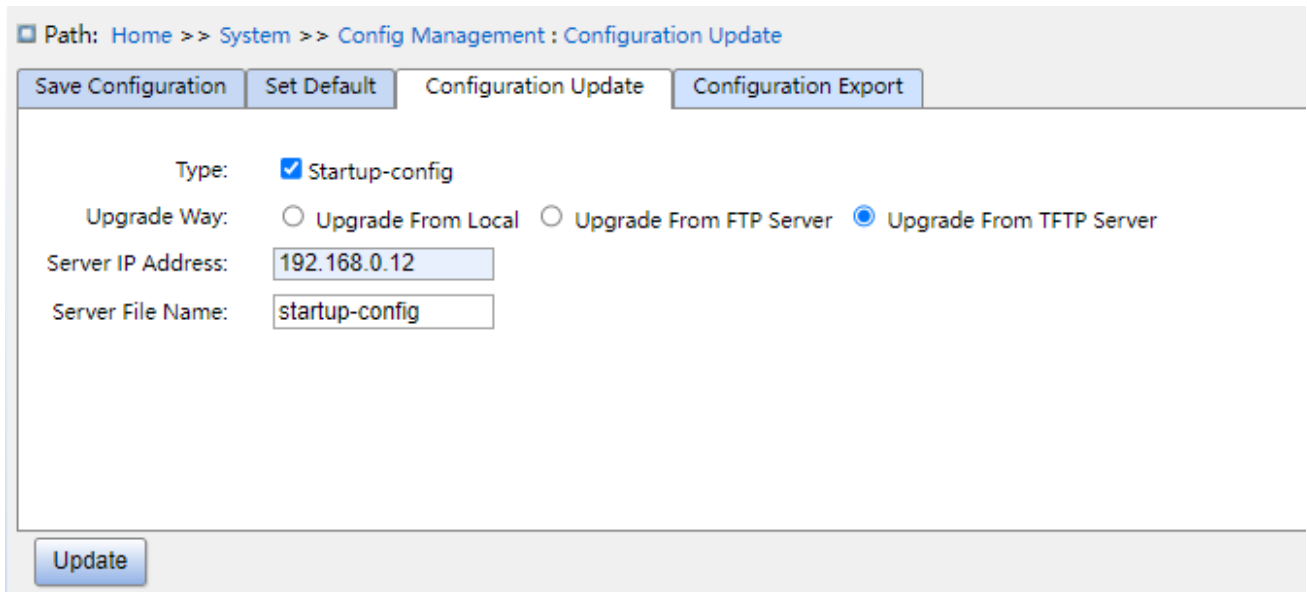 Path: Home >> System >> Config Management : Configuration Update
Save Configuration Set Default Configuration Update Configuration Export
Type: Startup-config
Upgrade Way: Upgrade From Local Upgrade From FTP Server Upgrade From TFTP Server
Server IP Address: 192.168.0.12
Server File Name: startup-config
Update